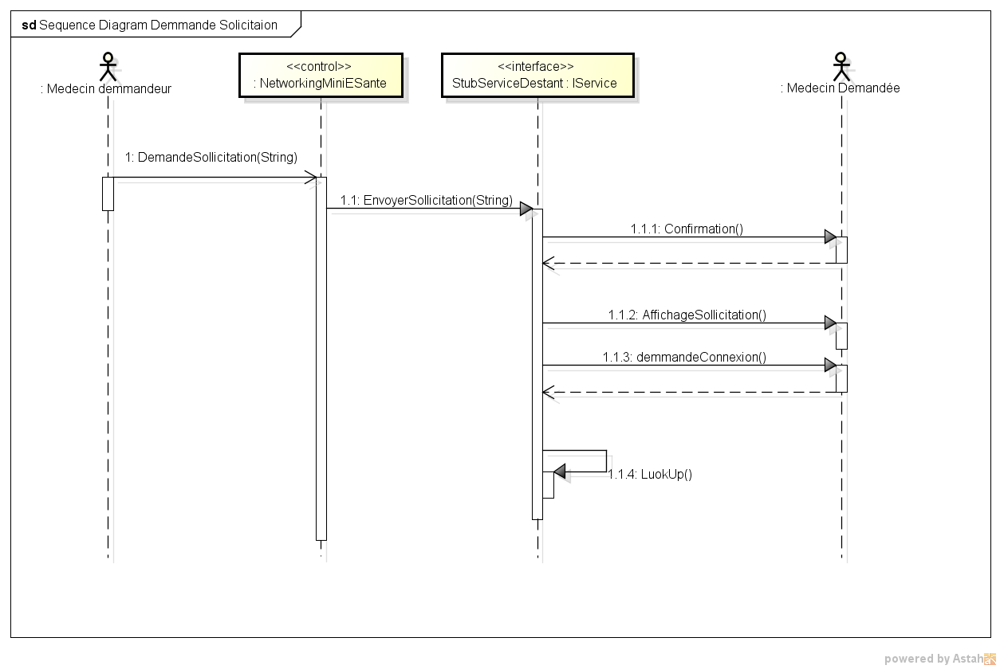 sd Sequence Diagram Demmande Solicitaion
: Medecin demmandeur
<<control>>
: NetworkingMiniESante
<<interface>>
StubServiceDestant : IService
: Medecin Demandée
1: DemandeSollicitation(String)
1.1: EnvoyerSollicitation(String)
1.1.1: Confirmation()
1.1.2: AffichageSollicitation()
1.1.3: demmandeConnexion()
1.1.4: LuokUp()
powered by Astah